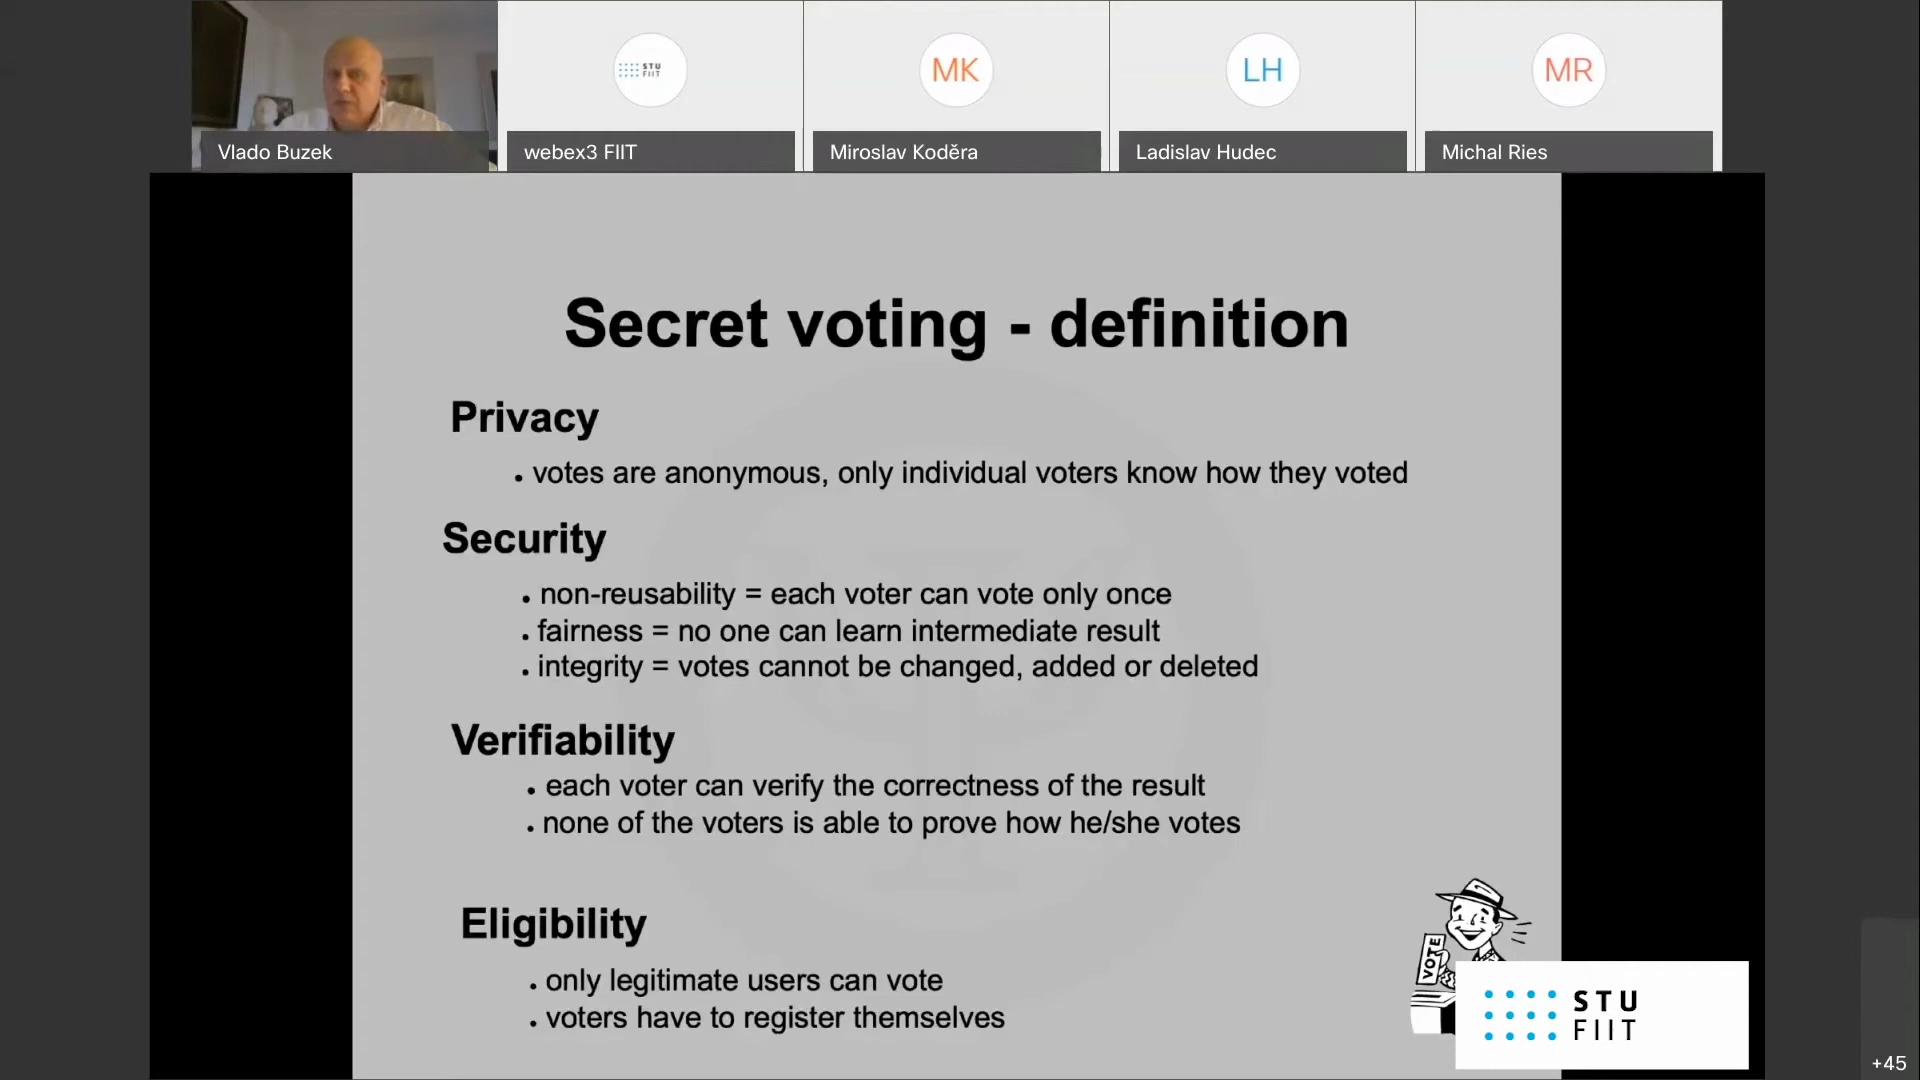 STU
FIIT
MK
LH
MR
Vlado Buzek
webex3 FIIT
Miroslav Koděra
Ladislav Hudec
Michal Ries
Secret voting - definition
Privacy
• votes are anonymous, only individual voters know how they voted
Security
• non-reusability = each voter can vote only once
• fairness = no one can learn intermediate result
• integrity = votes cannot be changed, added or deleted
Verifiability
• each voter can verify the correctness of the result
• none of the voters is able to prove how he/she votes
Eligibility
• only legitimate users can vote
• voters have to register themselves
VOTE
STU
FIIT
+45